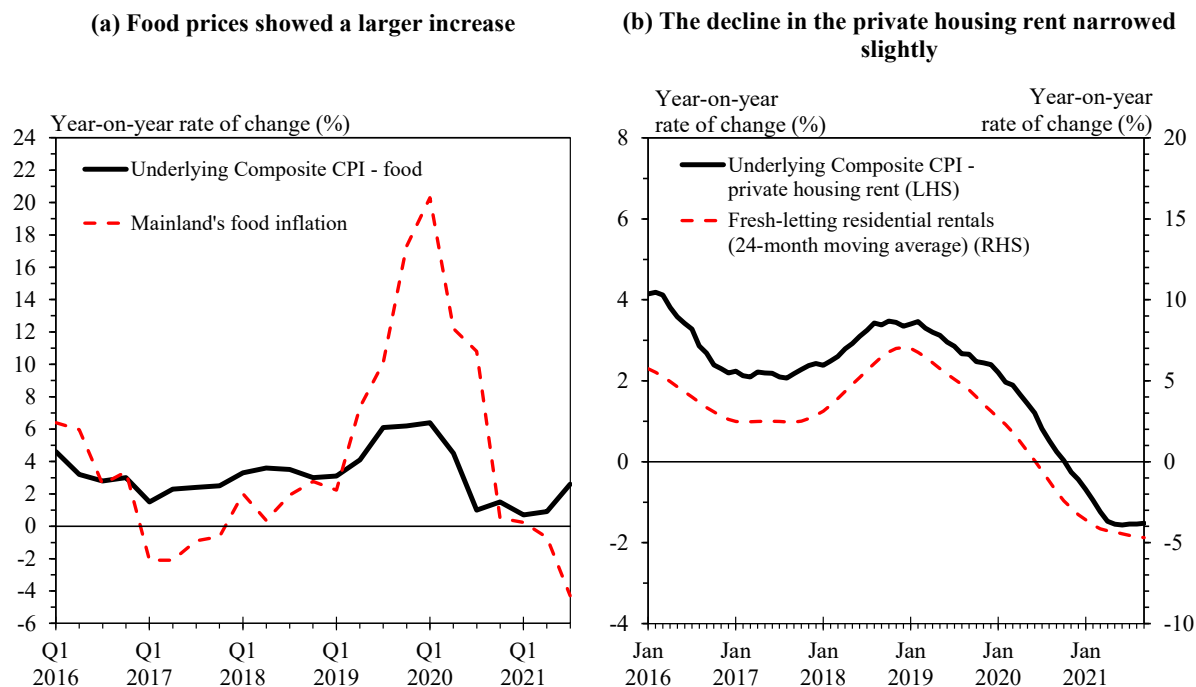 (a) Food prices showed a larger increase
Year-on-year rate of change (%)
24
22
20
18
16
14
12
10
8
6
4
2
0
-2
-4
-6
Underlying Composite CPI - food
Mainland's food inflation
Q1
2016
Q1
2017
Q1
2018
Q1
2019
Q1
2020
Q1
2021
(b) The decline in the private housing rent narrowed
slightly
Year-on-year
rate of change (%)
Year-on-year
rate of change (%)
8
6
4
2
0
-2
-4
Underlying Composite CPI -
private housing rent (LHS)
Fresh-letting residential rentals
(24-month moving average) (RHS)
20
15
10
5
0
-5
-10
Jan
2016
Jan
2017
Jan
2018
Jan
2019
Jan
2020
Jan
2021